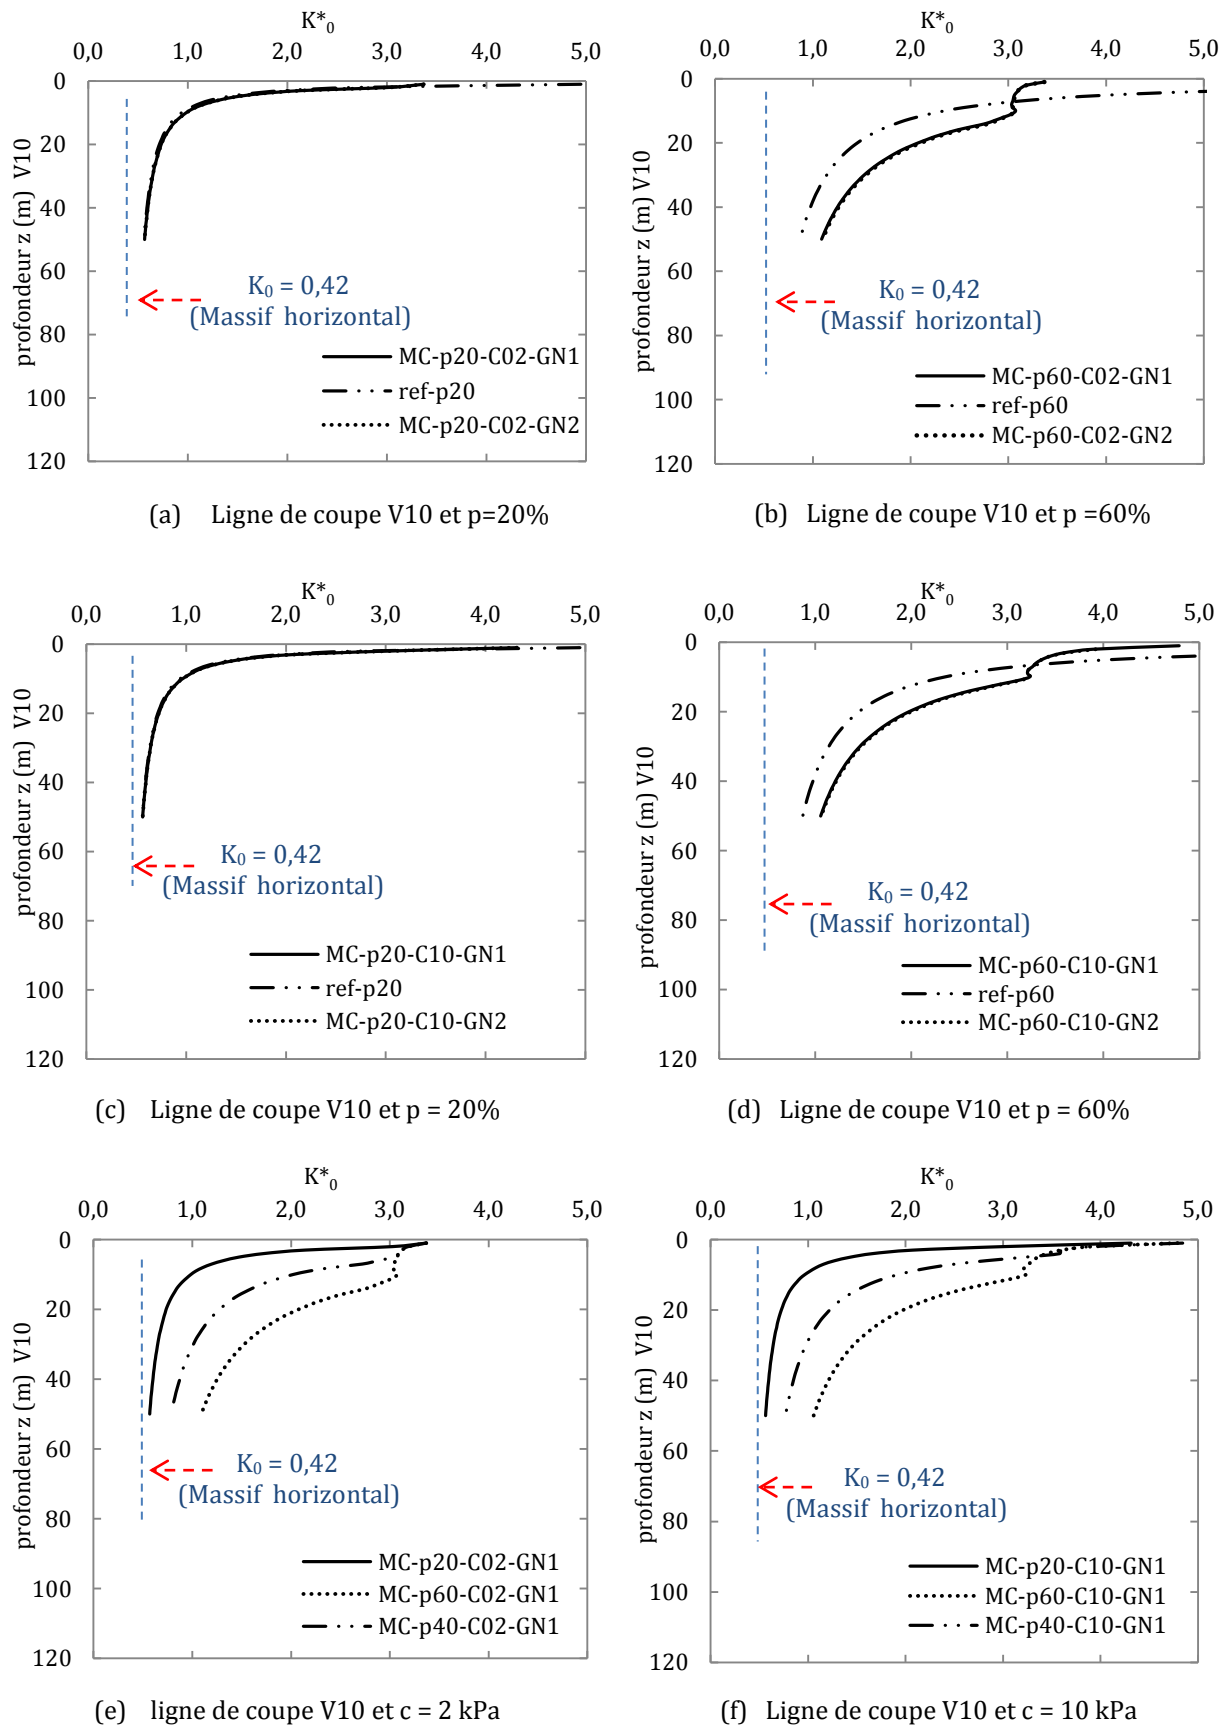 K*0
0,0 1,0 2,0 3,0 4,0 5,0
profondeur z (m) V10
0
20
40
60
80
100
120
K0 = 0,42
(Massif horizontal)
MC-p20-C02-GN1
ref-p20
MC-p20-C02-GN2
(a) Ligne de coupe V10 et p=20%
K*0
0,0 1,0 2,0 3,0 4,0 5,0
profondeur z (m) V10
0
20
40
60
80
100
120
K0 = 0,42
(Massif horizontal)
MC-p60-C02-GN1
ref-p60
MC-p60-C02-GN2
(b) Ligne de coupe V10 et p =60%
K*0
0,0 1,0 2,0 3,0 4,0 5,0
profondeur z (m) V10
0
20
40
60
80
100
120
K0 = 0,42
(Massif horizontal)
MC-p20-C10-GN1
ref-p20
MC-p20-C10-GN2
(c) Ligne de coupe V10 et p = 20%
K*0
0,0 1,0 2,0 3,0 4,0 5,0
profondeur z (m) V10
0
20
40
60
80
100
120
K0 = 0,42
(Massif horizontal)
MC-p60-C10-GN1
ref-p60
MC-p60-C10-GN2
(d) Ligne de coupe V10 et p = 60%
K*0
0,0 1,0 2,0 3,0 4,0 5,0
profondeur z (m) V10
0
20
40
60
80
100
120
K0 = 0,42
(Massif horizontal)
MC-p20-C02-GN1
MC-p60-C02-GN1
MC-p40-C02-GN1
(e) ligne de coupe V10 et c = 2 kPa
K*0
0,0 1,0 2,0 3,0 4,0 5,0
profondeur z (m) V10
0
20
40
60
80
100
120
K0 = 0,42
(Massif horizontal)
MC-p20-C10-GN1
MC-p60-C10-GN1
MC-p40-C10-GN1
(f) Ligne de coupe V10 et c = 10 kPa